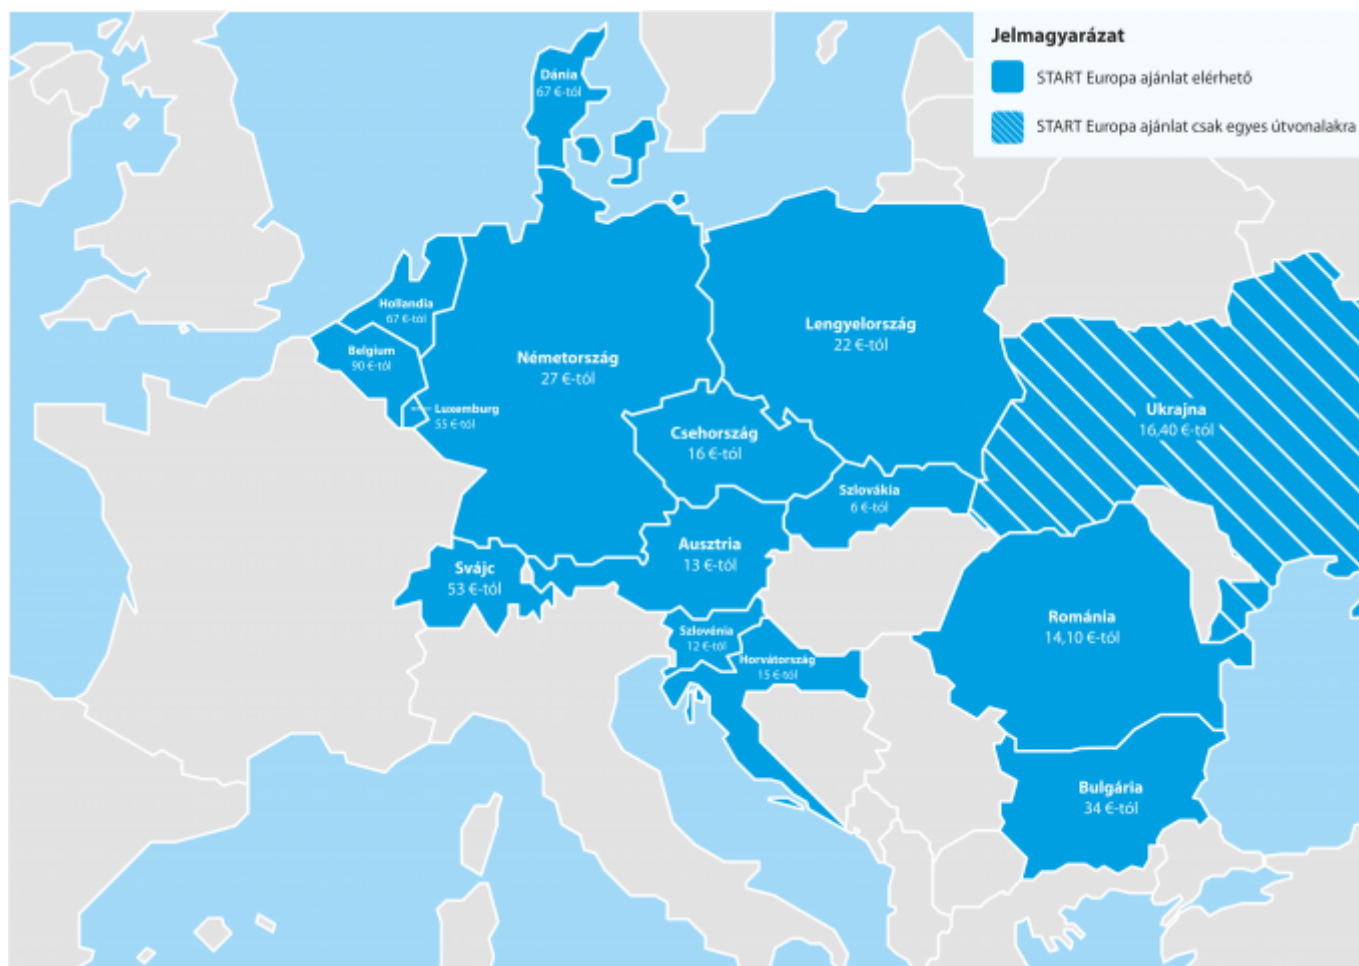 Jelmagyarázat
START Europa ajánlat elérhető
START Europa ajánlat csak egyes útvonalakra
Dánia
67 €-tól
Hollandia
67 €-tól
Belgium
90 €-tól
Luxemburg
55 €-tól
Németország
27 €-tól
Lengyelország
22 €-tól
Csehország
16 €-tól
Ukrajna
16,40 €-tól
Szlovákia
6 €-tól
Ausztria
13 €-tól
Svájc
53 €-tól
Szlovénia
12 €-tól
Horvátország
15 €-tól
Románia
14,10 €-tól
Bulgária
34 €-tól